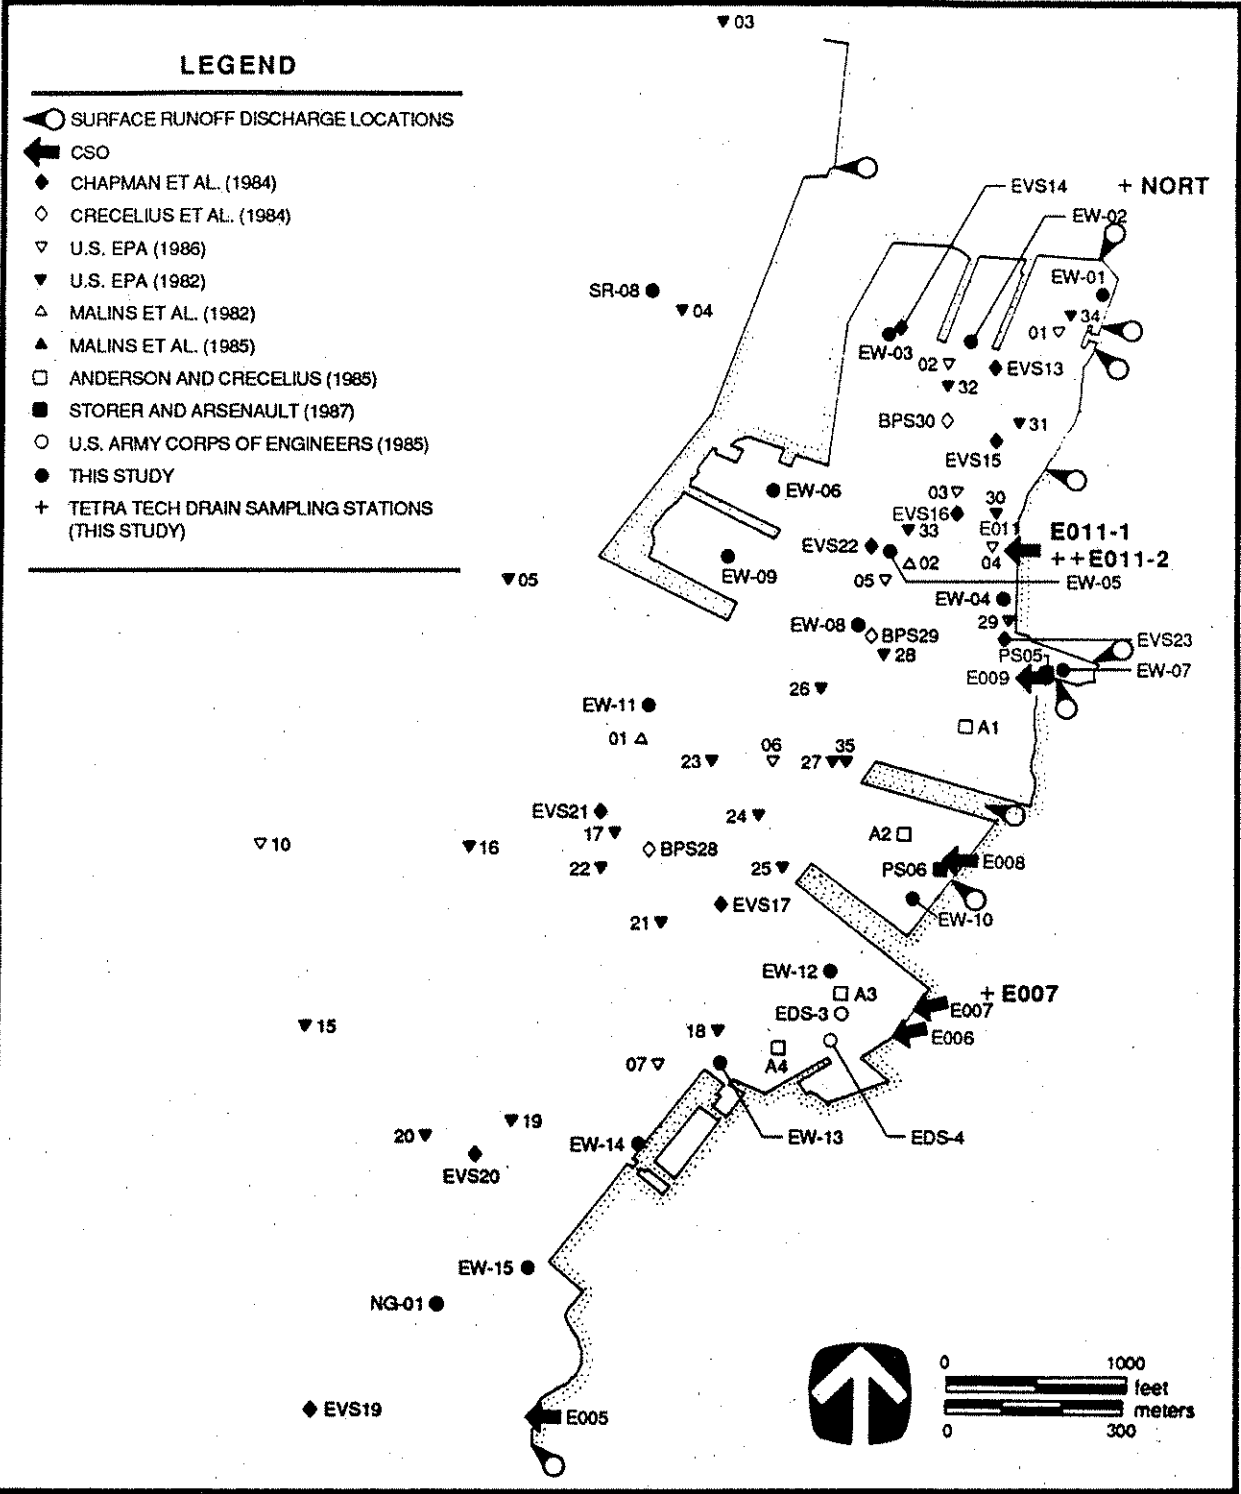 03
LEGEND
SURFACE RUNOFF DISCHARGE LOCATIONS
CSO
CHAPMAN ET AL. (1984)
CRECELIUS ET AL. (1984)
U.S. EPA (1986)
U.S. EPA (1982)
MALINS ET AL. (1982)
MALINS ET AL. (1985)
ANDERSON AND CRECELIUS (1985)
STORER AND ARSENAULT (1987)
U.S. ARMY CORPS OF ENGINEERS (1985)
THIS STUDY
+ TETRA TECH DRAIN SAMPLING STATIONS
(THIS STUDY)
EVS14
+ NORT
EW-02
EW-01
SR-08
04
34
01
EW-03
02
EVS13
32
BPS30
31
EVS15
EW-06
03
30
EVS16
E011
E011-1
33
EVS22
++E011-2
02
04
EW-09
05
EW-05
05
EW-04
29
EW-08
BPS29
EVS23
28
PS05
E009
EW-07
26
EW-11
A1
01
06
35
23
27
EVS21
24
17
A2
10
16
BPS28
E008
22
25
PS06
EVS17
EW-10
21
EW-12
A3
+ E007
EDS-3
E007
15
18
E006
A4
07
19
20
EW-14
EW-13
EDS-4
EVS20
EW-15
NG-01
0
1000
feet
EVS19
meters
E005
0
300